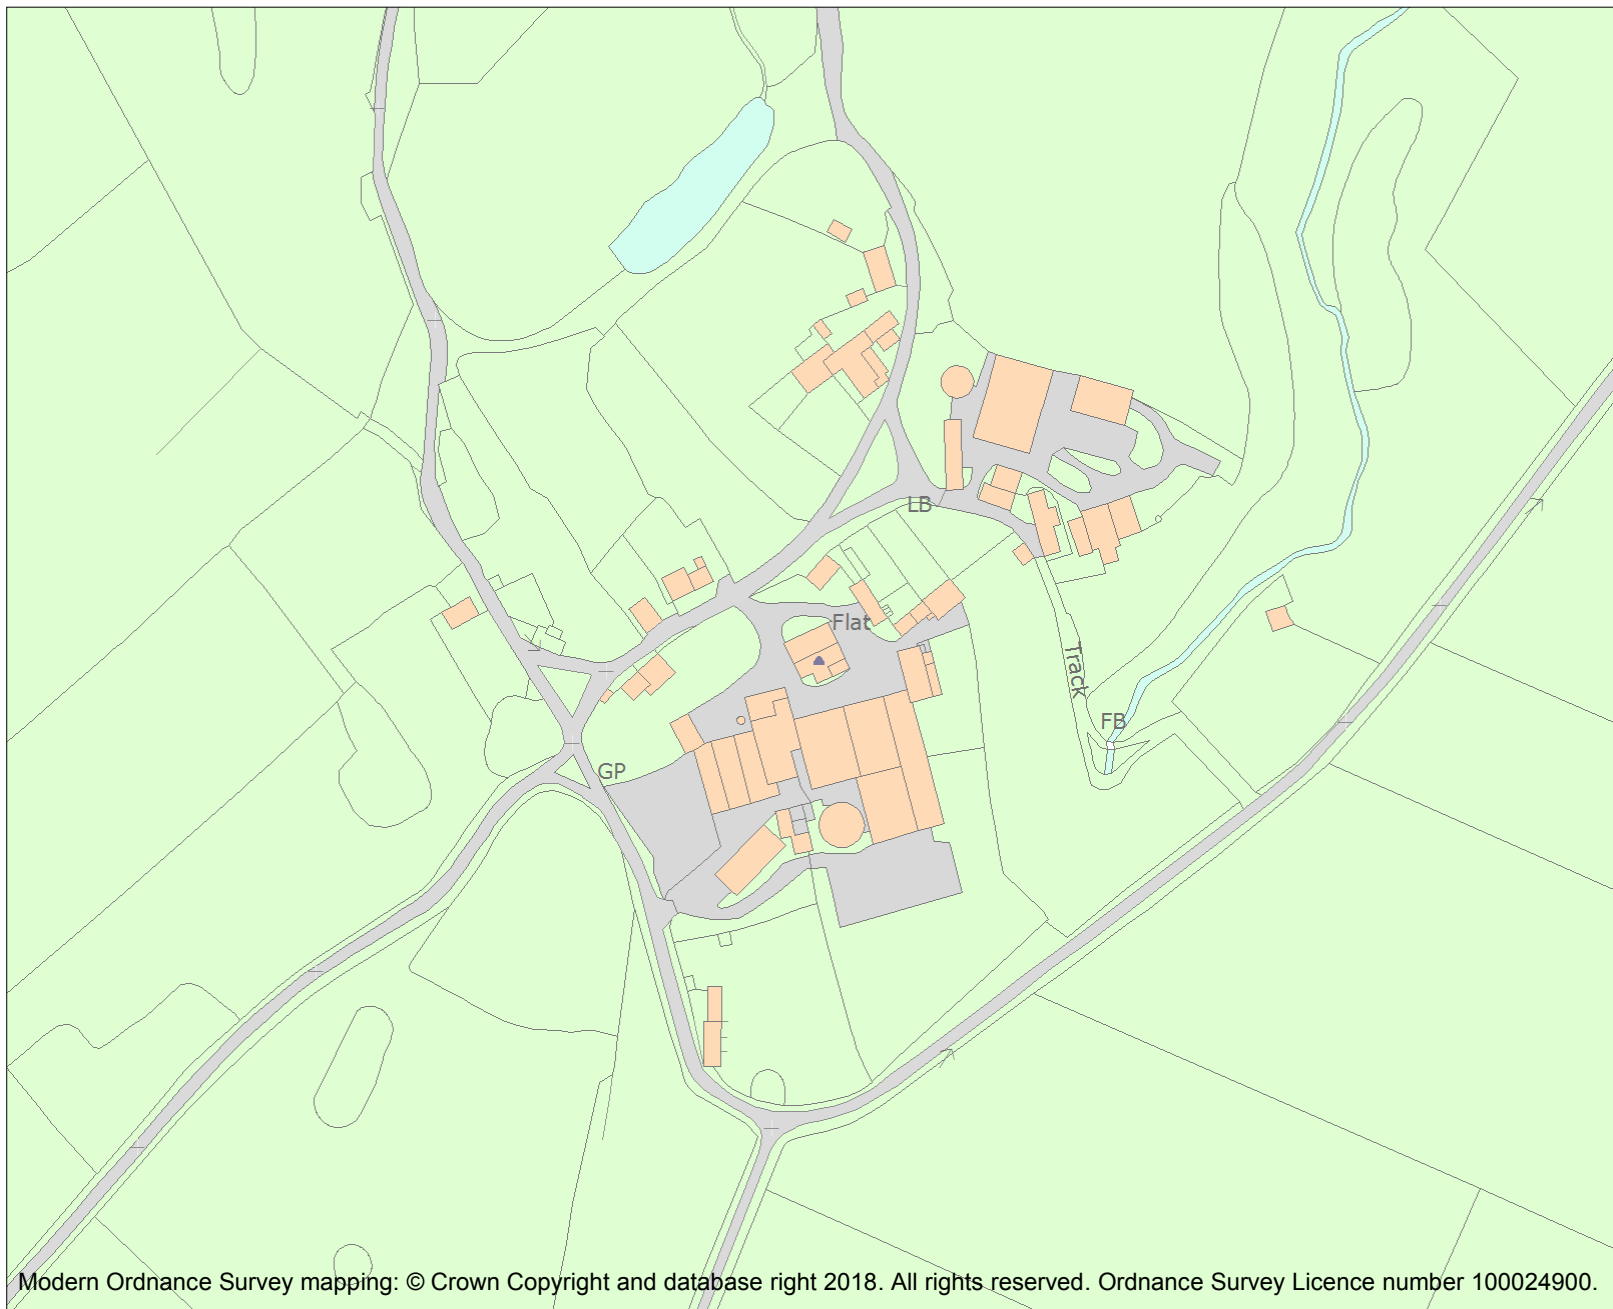 LB
Flat
Track
FB
GP
Modern Ordnance Survey mapping: © Crown Copyright and database right 2018. All rights reserved. Ordnance Survey Licence number 100024900.